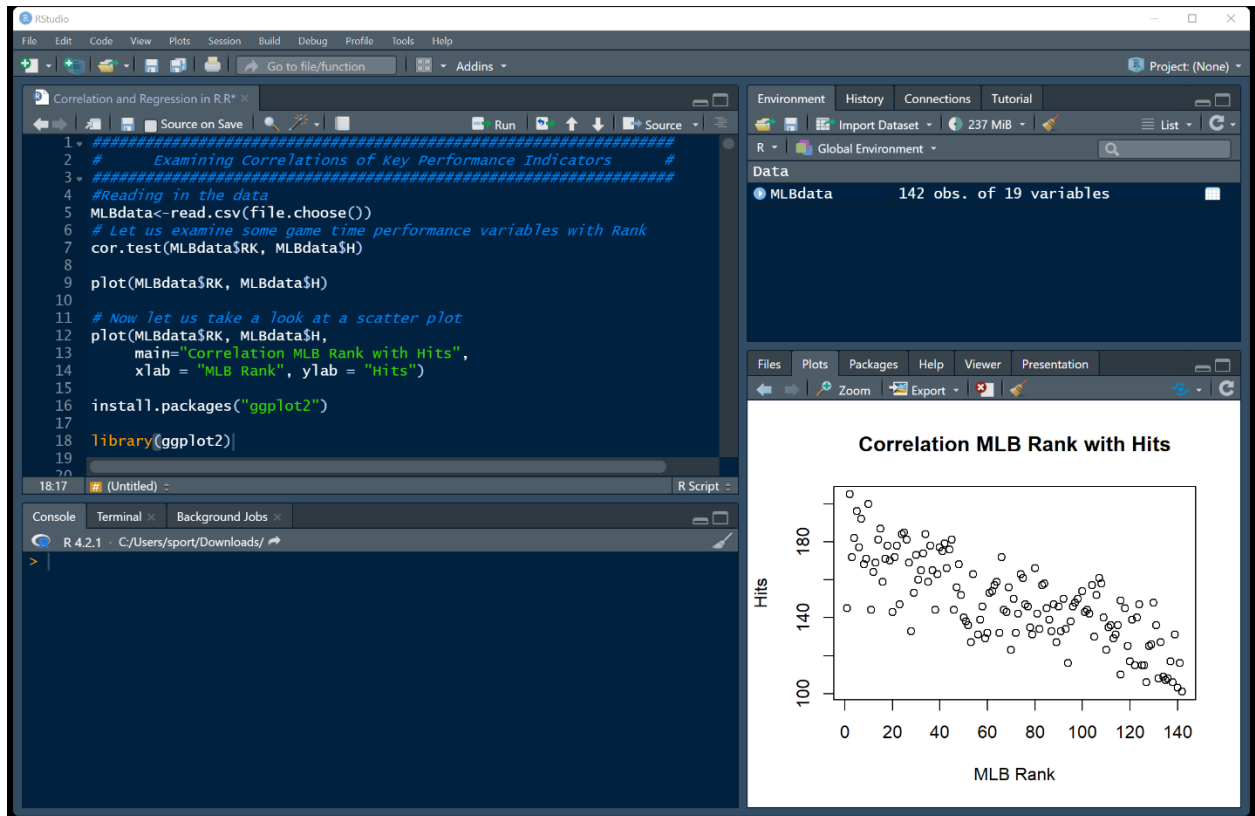 RStudio
File Edit Code View Plots Session Build Debug Profile Tools Help
Go to file/function Addins Project: (None)
Correlation and Regression in R.R*
Source on Save Run Source
1 ################################################################
2 # Examining Correlations of Key Performance Indicators #
3 ################################################################
4 #Reading in the data
5 MLBdata<-read.csv(file.choose())
6 # Let us examine some game time performance variables with Rank
7 cor.test(MLBdata$RK, MLBdata$H)
8
9 plot(MLBdata$RK, MLBdata$H)
10
11 # Now let us take a look at a scatter plot
12 plot(MLBdata$RK, MLBdata$H,
13 main="Correlation MLB Rank with Hits",
14 xlab = "MLB Rank", ylab = "Hits")
15
16 install.packages("ggplot2")
17
18 library(ggplot2)
19
20
18:17 # (Untitled) R Script
Console Terminal Background Jobs
R 4.2.1 · C:/Users/sport/Downloads/
>
Environment History Connections Tutorial
Import Dataset 237 MiB List
R Global Environment
Data
MLBdata 142 obs. of 19 variables
Files Plots Packages Help Viewer Presentation
Zoom Export
Correlation MLB Rank with Hits
Hits
180
140
100
0 20 40 60 80 100 120 140
MLB Rank